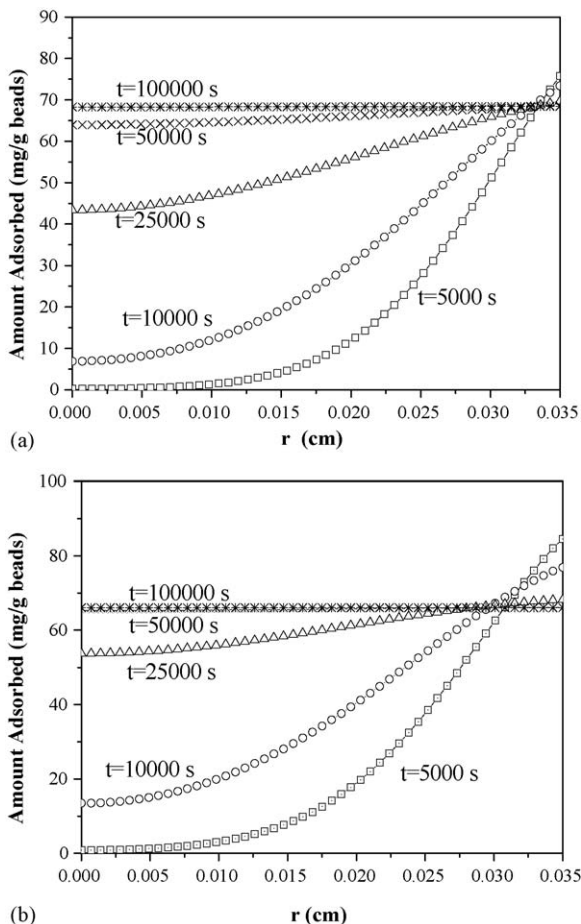 90
80
t=100000 s
70
60
t=50000 s
50
40
t=25000 s
30
t=5000 s
20
t=10000 s
10
0
0.000 0.005 0.010 0.015 0.020 0.025 0.030 0.035
Amount Adsorbed (mg/g beads)
r (cm)
(a)
100
80
t=100000 s
60
t=50000 s
t=25000 s
40
20
t=10000 s
t=5000 s
0
0.000 0.005 0.010 0.015 0.020 0.025 0.030 0.035
Amount Adsorbed (mg/g beads)
r (cm)
(b)